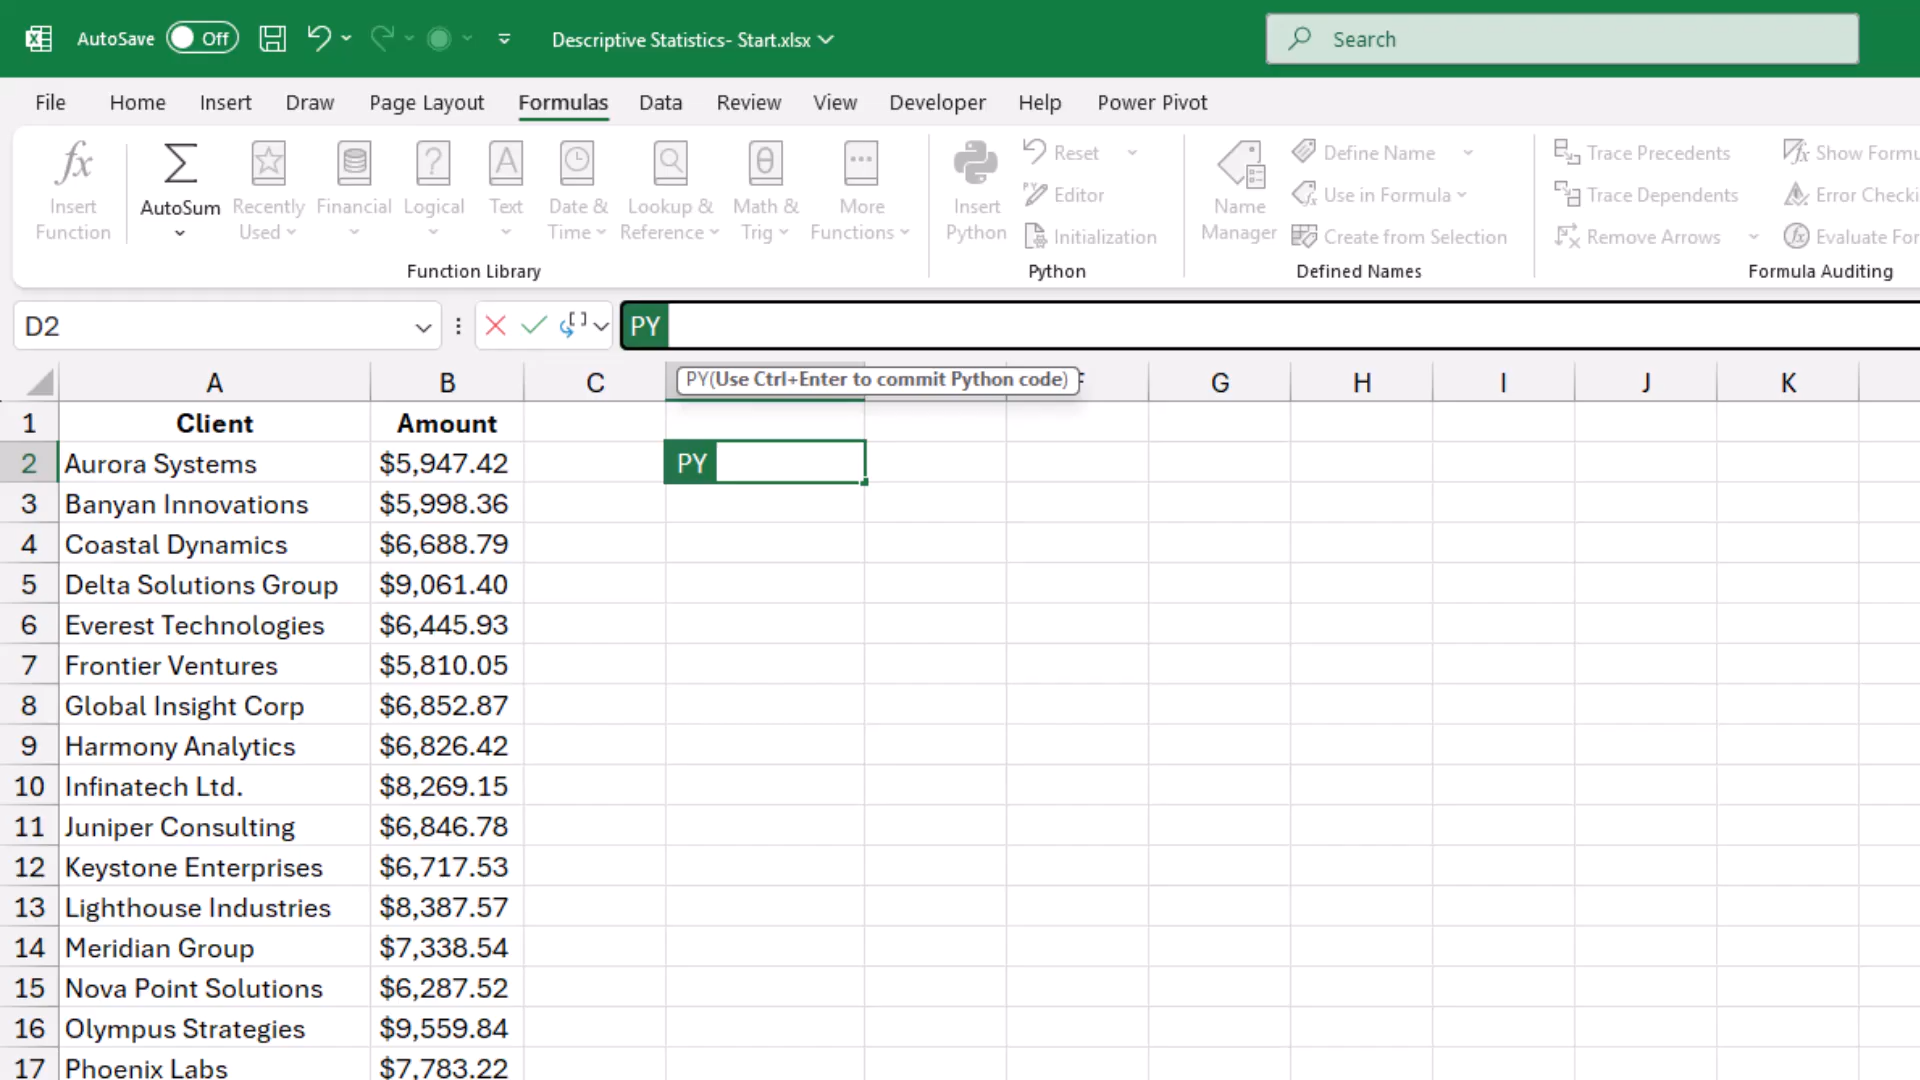 AutoSave Off Descriptive Statistics- Start.xlsx Search
File Home Insert Draw Page Layout Formulas Data Review View Developer Help Power Pivot
Insert Function
AutoSum
Recently Used
Financial
Logical
Text
Date & Time
Lookup & Reference
Math & Trig
More Functions
Function Library
Insert Python
Reset
Editor
Initialization
Python
Name Manager
Define Name
Use in Formula
Create from Selection
Defined Names
Trace Precedents
Trace Dependents
Remove Arrows
Show Formu
Error Checki
Evaluate For
Formula Auditing
D2 PY
PY(Use Ctrl+Enter to commit Python code)
A B C F G H I J K
1 Client Amount
2 Aurora Systems $5,947.42 PY
3 Banyan Innovations $5,998.36
4 Coastal Dynamics $6,688.79
5 Delta Solutions Group $9,061.40
6 Everest Technologies $6,445.93
7 Frontier Ventures $5,810.05
8 Global Insight Corp $6,852.87
9 Harmony Analytics $6,826.42
10 Infinatech Ltd. $8,269.15
11 Juniper Consulting $6,846.78
12 Keystone Enterprises $6,717.53
13 Lighthouse Industries $8,387.57
14 Meridian Group $7,338.54
15 Nova Point Solutions $6,287.52
16 Olympus Strategies $9,559.84
17 Phoenix Labs $7,783.22